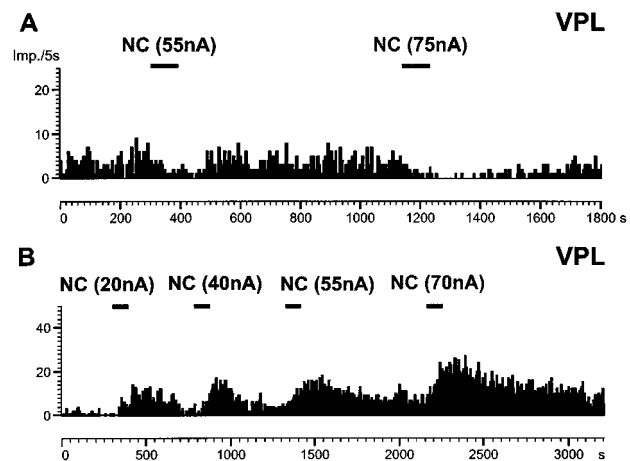 A VPL
NC (55nA) NC (75nA)
Imp./5s
20
10
0
0 200 400 600 800 1000 1200 1400 1600 1800 s
B VPL
NC (20nA) NC (40nA) NC (55nA) NC (70nA)
40
20
0
0 500 1000 1500 2000 2500 3000 s